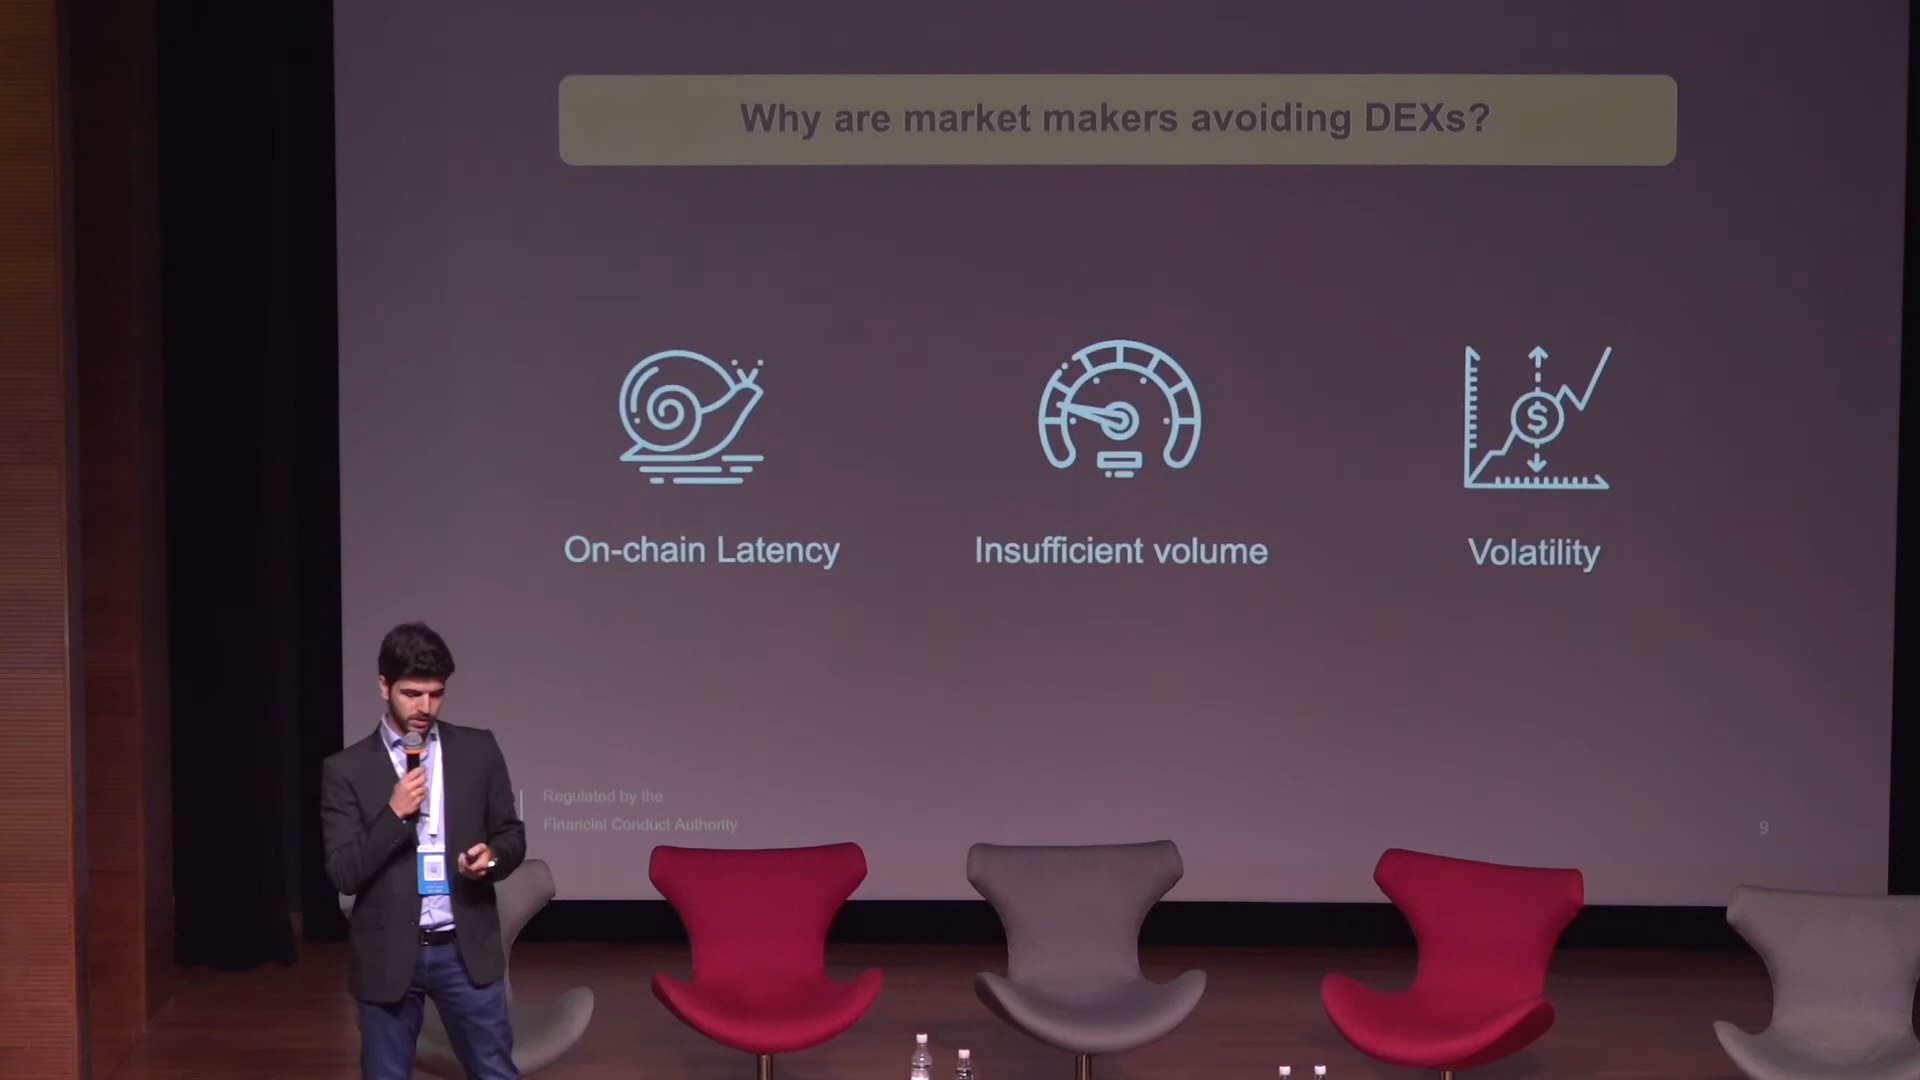 Why are market makers avoiding DEXs?
On-chain Latency
Insufficient volume
Volatility
Regulated by the
Financial Conduct Authority
9